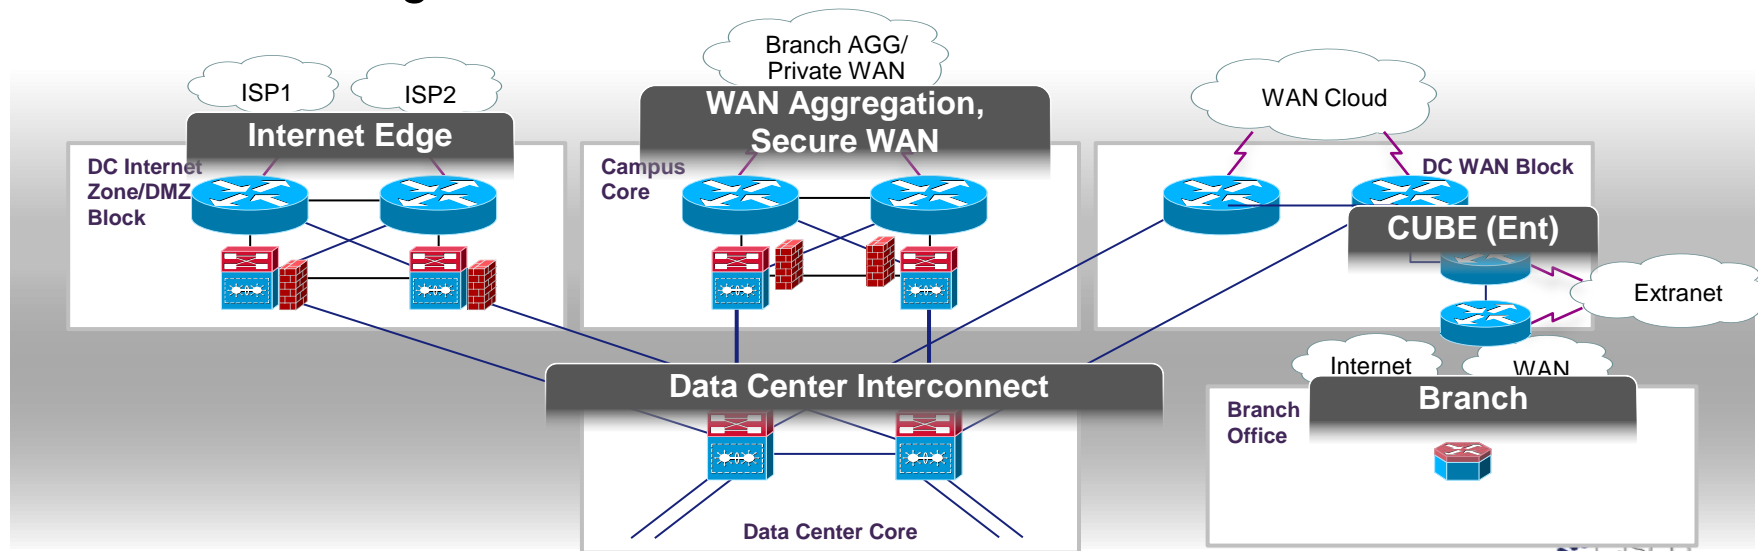 ISP1
ISP2
Internet Edge
DC Internet
Zone/DMZ
Block
Branch AGG/
Private WAN
WAN Aggregation,
Secure WAN
Campus
Core
WAN Cloud
DC WAN Block
CUBE (Ent)
Extranet
Data Center Interconnect
Data Center Core
Internet
WAN
Branch
Branch
Office